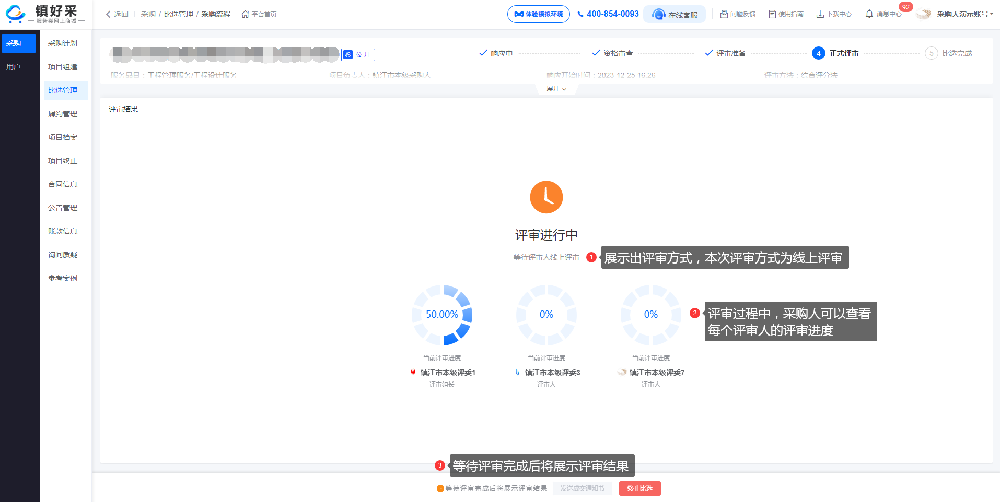 镇好采
服务类网上商城
返回
采购 / 比选管理 / 采购流程
平台首页
体验模拟环境
400-854-0093
在线客服
问题反馈
使用指南
下载中心
消息中心
92
采购人演示账号
采购
用户
采购计划
项目组建
比选管理
履约管理
项目档案
项目终止
合同信息
公告管理
账款信息
询问质疑
参考案例
公开
响应中
资格审查
评审准备
4 正式评审
5 比选完成
服务品目：工程管理服务/工程设计服务
项目负责人：镇江市本级采购人
响应开始时间：2023-12-25 16:26
评审方法：综合评分法
展开
评审结果
评审进行中
等待评审人线上评审
1 展示出评审方式，本次评审方式为线上评审
50.00%
0%
0%
2 评审过程中，采购人可以查看
每个评审人的评审进度
当前评审进度
当前评审进度
当前评审进度
镇江市本级评委1
镇江市本级评委3
镇江市本级评委7
评审组长
评审人
评审人
3 等待评审完成后将展示评审结果
等待评审完成后将展示评审结果
发送成交通知书
终止比选